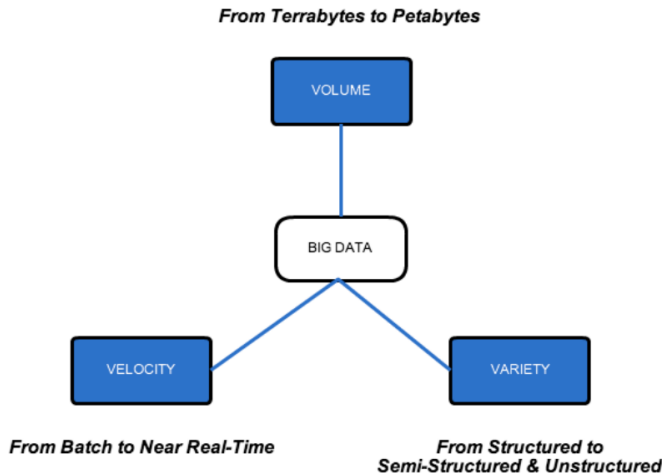 From Terrabytes to Petabytes
VOLUME
BIG DATA
VELOCITY
VARIETY
From Batch to Near Real-Time
From Structured to
Semi-Structured & Unstructured